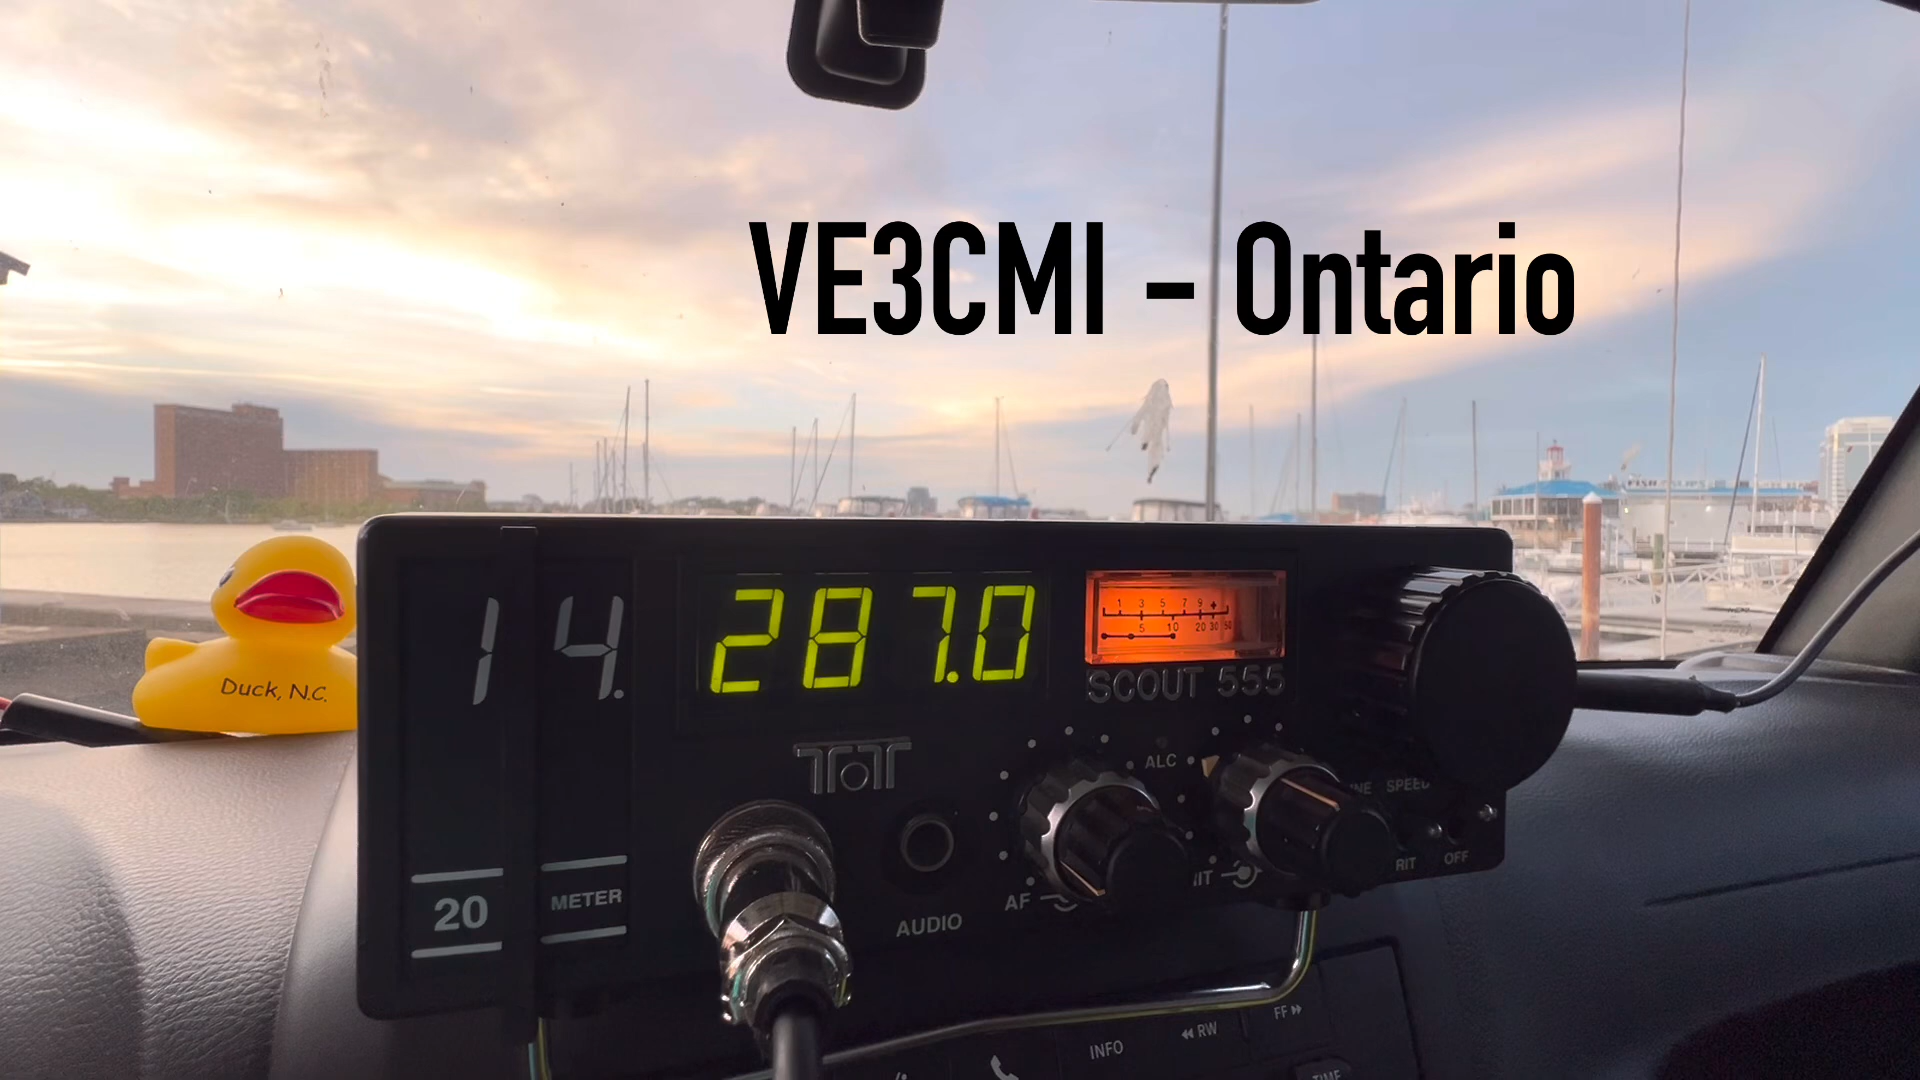 VE3CMI – Ontario
14.
287.0
1 3 5 7 9 +
5 10 20 30 50
SCOUT 555
Duck, N.C.
ALC
SPEED
20
METER
AUDIO
AF
RIT
OFF
INFO
RW
FF
TIME